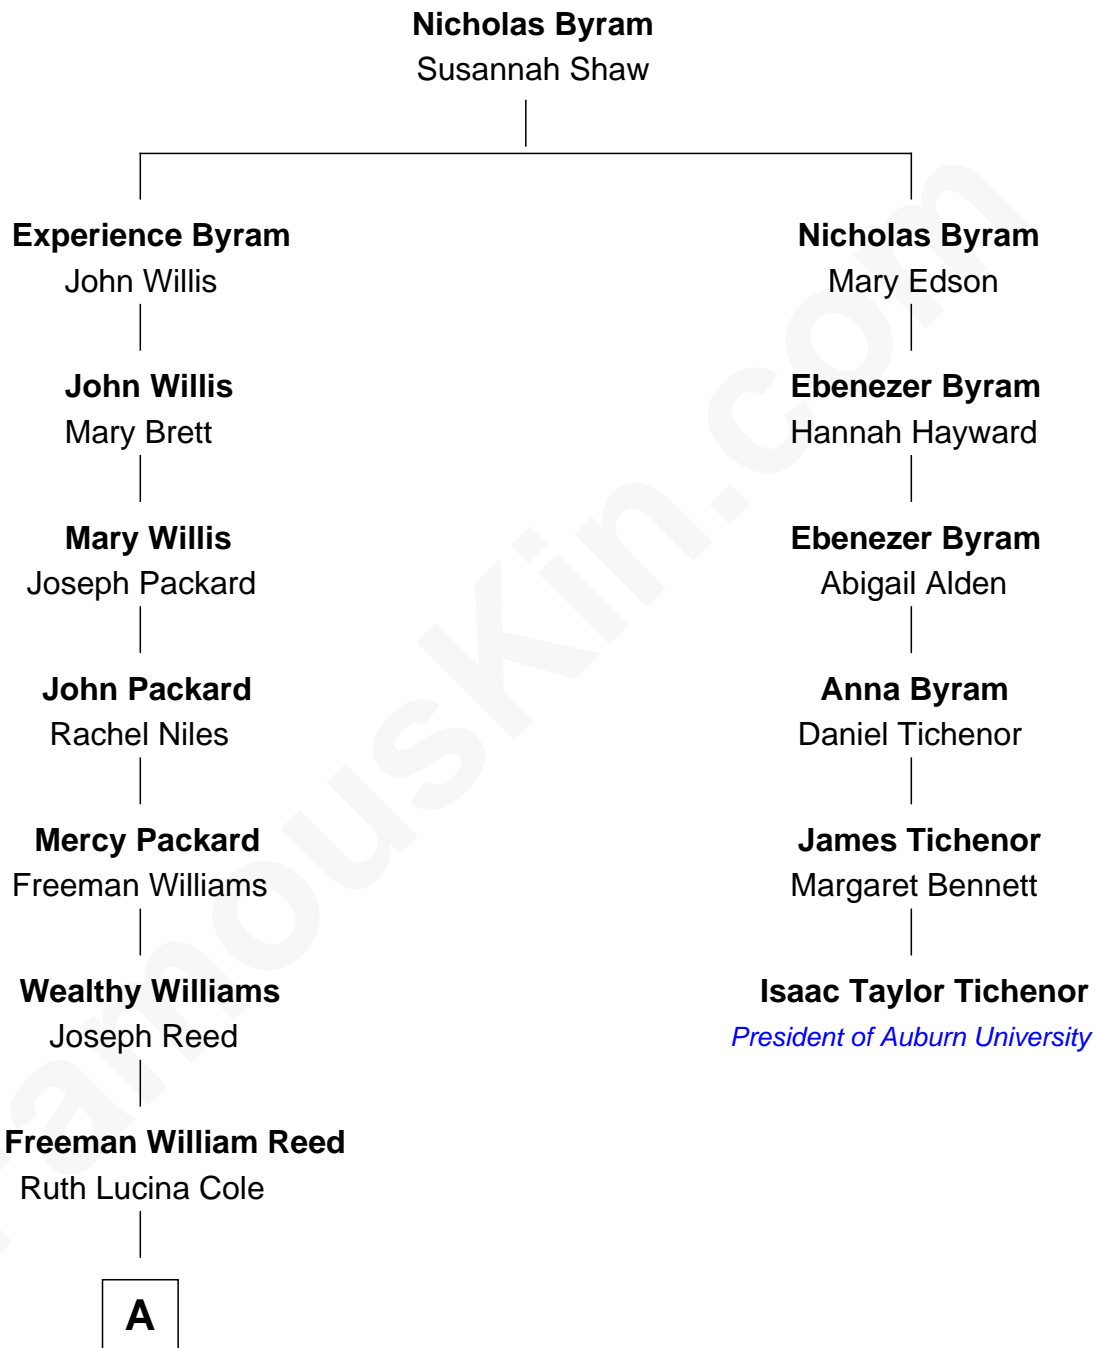 Nicholas Byram
Susannah Shaw
Experience Byram
John Willis
Nicholas Byram
Mary Edson
John Willis
Mary Brett
Ebenezer Byram
Hannah Hayward
Mary Willis
Joseph Packard
Ebenezer Byram
Abigail Alden
John Packard
Rachel Niles
Anna Byram
Daniel Tichenor
Mercy Packard
Freeman Williams
James Tichenor
Margaret Bennett
Wealthy Williams
Joseph Reed
Isaac Taylor Tichenor
President of Auburn University
Freeman William Reed
Ruth Lucina Cole
A
FamousKin.com